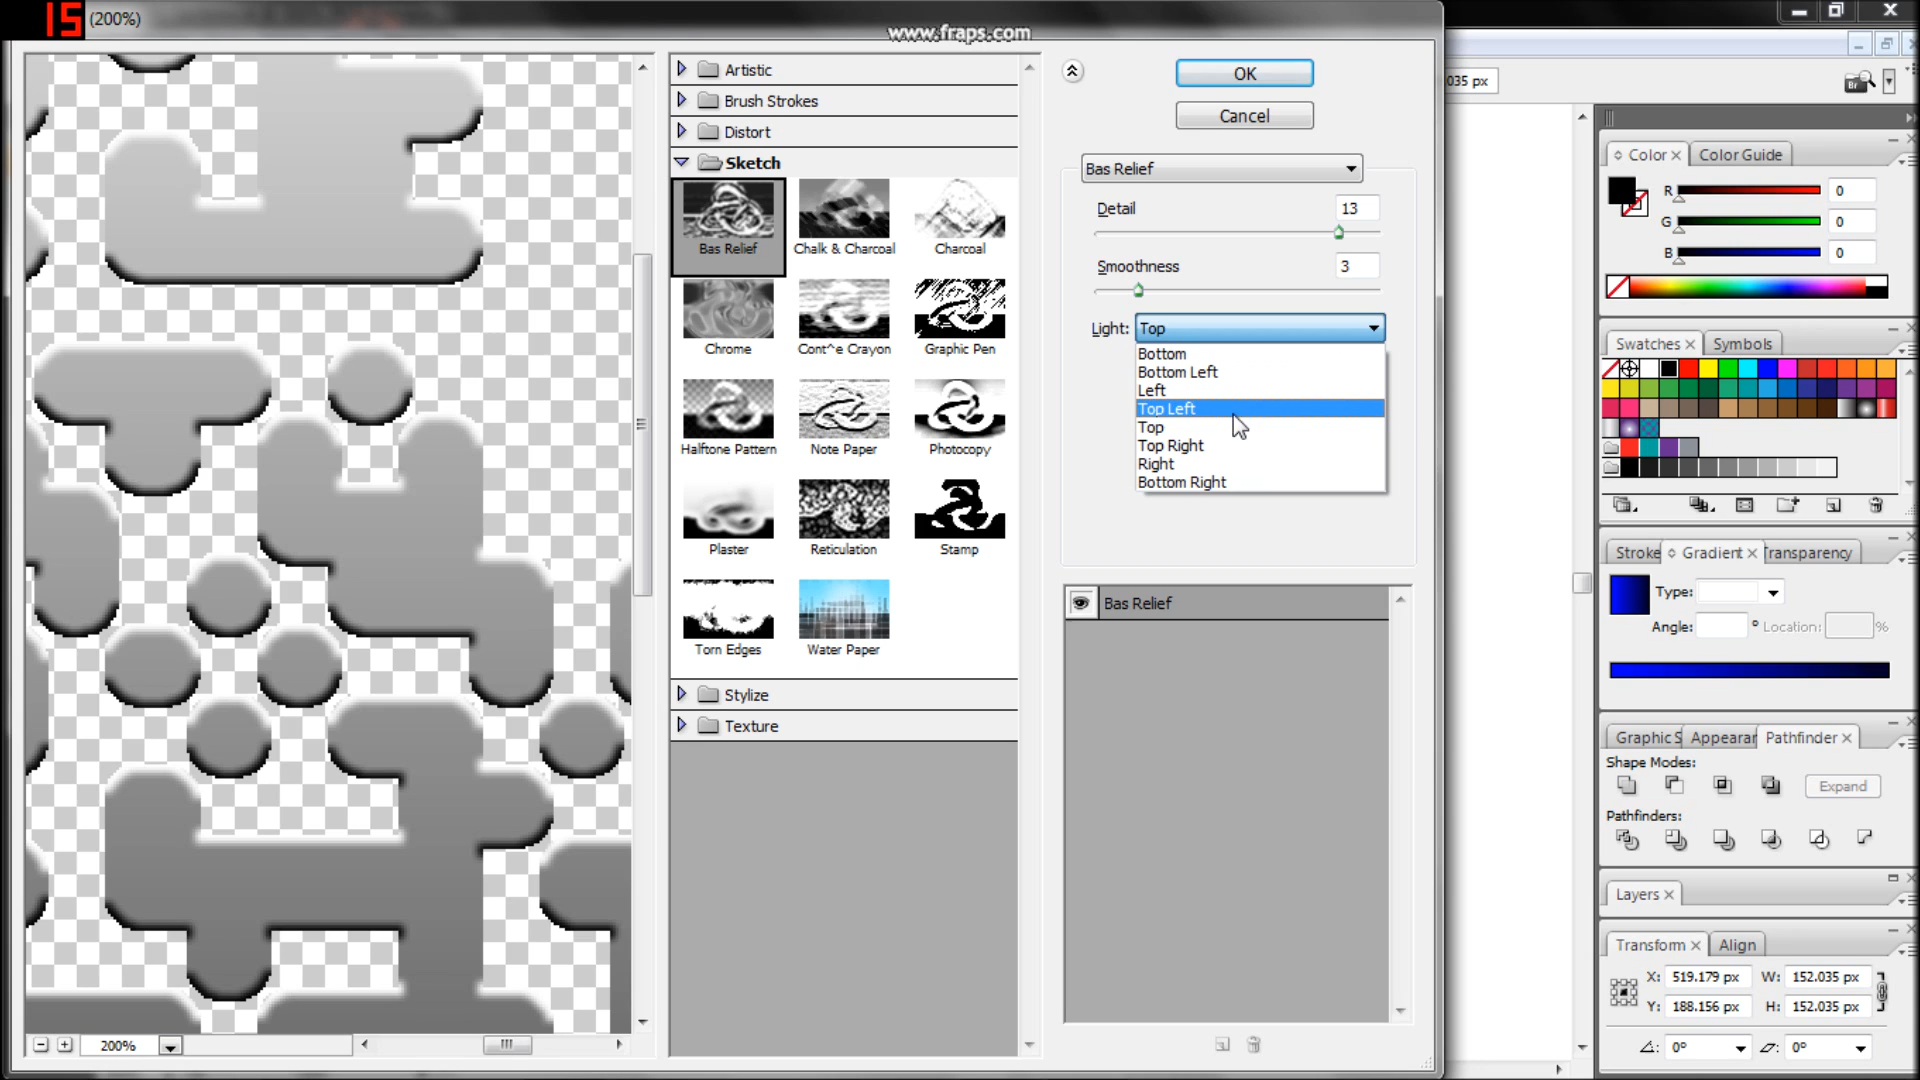 15
(200%)
www.fraps.com
Artistic
Brush Strokes
Distort
Sketch
Bas Relief
Chalk & Charcoal
Charcoal
Chrome
Cont^e Crayon
Graphic Pen
Halftone Pattern
Note Paper
Photocopy
Plaster
Reticulation
Stamp
Torn Edges
Water Paper
Stylize
Texture
200%
OK
Cancel
Bas Relief
Detail
13
Smoothness
3
Light: Top
Bottom
Bottom Left
Left
Top Left
Top
Top Right
Right
Bottom Right
Bas Relief
035 px
Br
Color
Color Guide
R 0
G 0
B 0
Swatches
Symbols
Stroke
Gradient
Transparency
Type:
Angle: ° Location: %
Graphic S
Appearar
Pathfinder
Shape Modes:
Expand
Pathfinders:
Layers
Transform
Align
X: 519.179 px W: 152.035 px
Y: 188.156 px H: 152.035 px
0° 0°